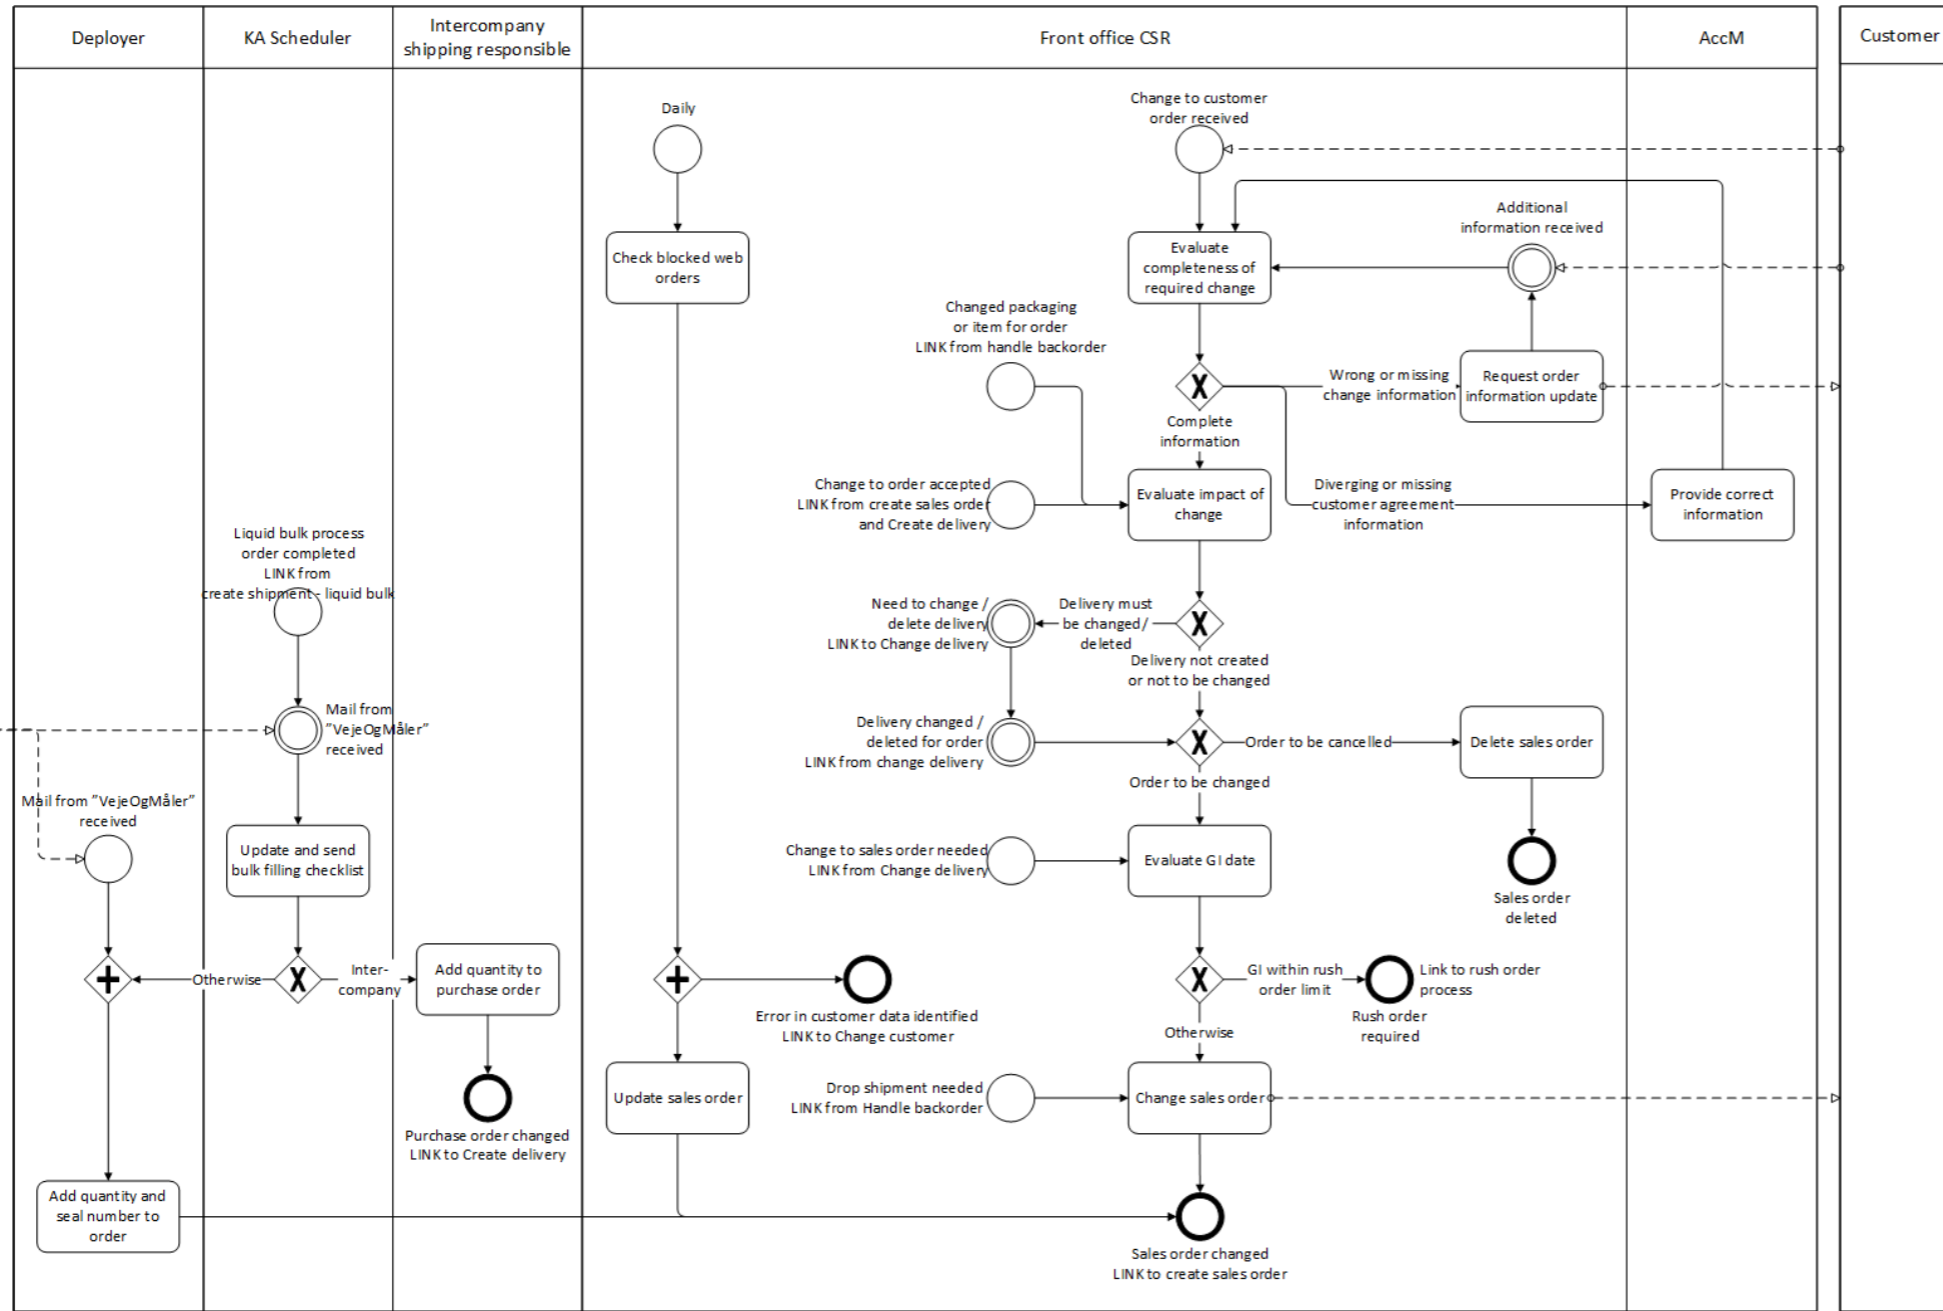 Deployer
KA Scheduler
Intercompany
shipping responsible
Front office CSR
AccM
Customer
Daily
Change to customer
order received
Additional
information received
Check blocked web
orders
Evaluate
completeness of
required change
Changed packaging
or item for order
LINK from handle backorder
Wrong or missing
change information
Request order
information update
Complete
information
Change to order accepted
LINK from create sales order
and Create delivery
Evaluate impact of
change
Diverging or missing
customer agreement
information
Provide correct
information
Liquid bulk process
order completed
LINK from
create shipment - liquid bulk
Need to change /
delete delivery
LINK to Change delivery
Delivery must
be changed/
deleted
Delivery not created
or not to be changed
Mail from
"VejeOgMåler"
received
Delivery changed /
deleted for order
LINK from change delivery
Order to be cancelled
Delete sales order
Order to be changed
Mail from "VejeOgMåler"
received
Update and send
bulk filling checklist
Change to sales order needed
LINK from Change delivery
Evaluate GI date
Sales order
deleted
Otherwise
Inter-
company
Add quantity to
purchase order
GI within rush
order limit
Link to rush order
process
Error in customer data identified
LINK to Change customer
Rush order
required
Otherwise
Update sales order
Drop shipment needed
LINK from Handle backorder
Change sales order
Purchase order changed
LINK to Create delivery
Add quantity and
seal number to
order
Sales order changed
LINK to create sales order